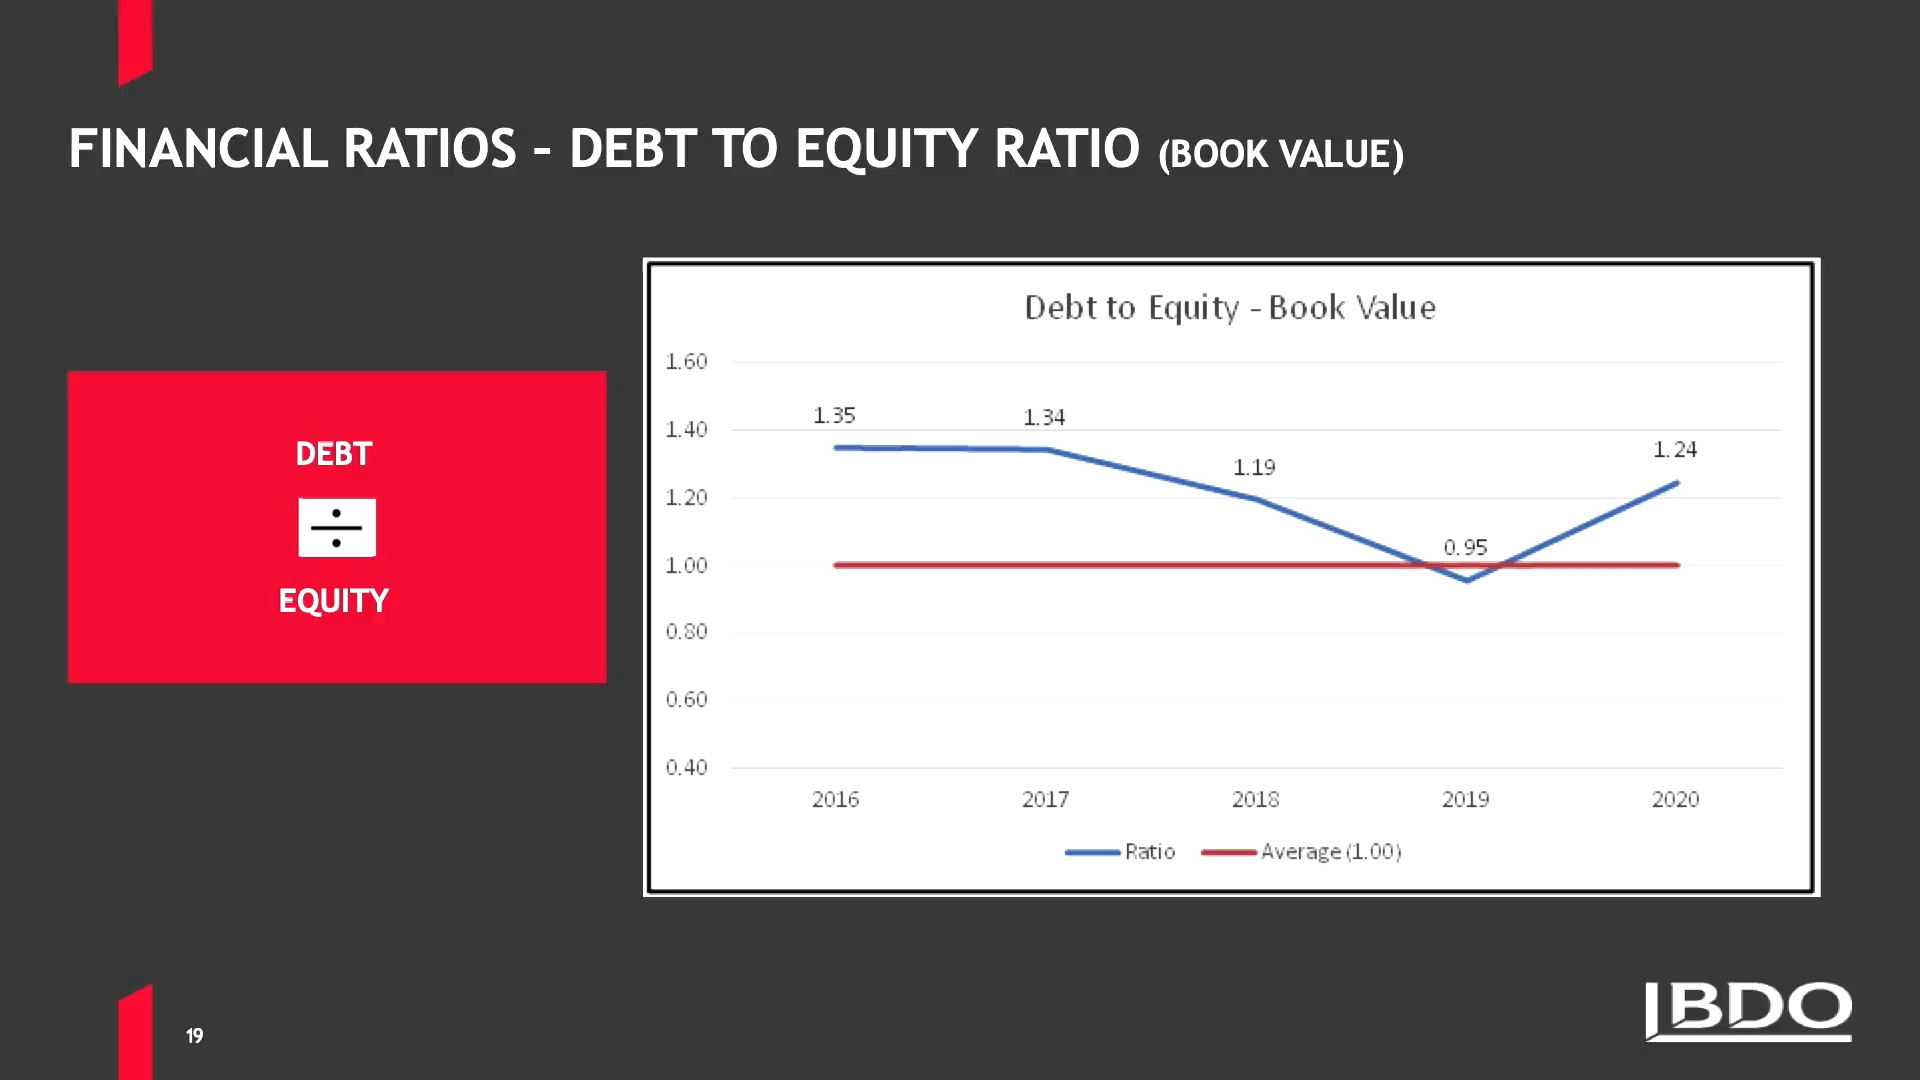 FINANCIAL RATIOS – DEBT TO EQUITY RATIO (BOOK VALUE)
DEBT
÷
EQUITY
Debt to Equity - Book Value
1.60
1.40
1.20
1.00
0.80
0.60
0.40
1.35
1.34
1.19
0.95
1.24
2016 2017 2018 2019 2020
Ratio Average (1.00)
19
BDO